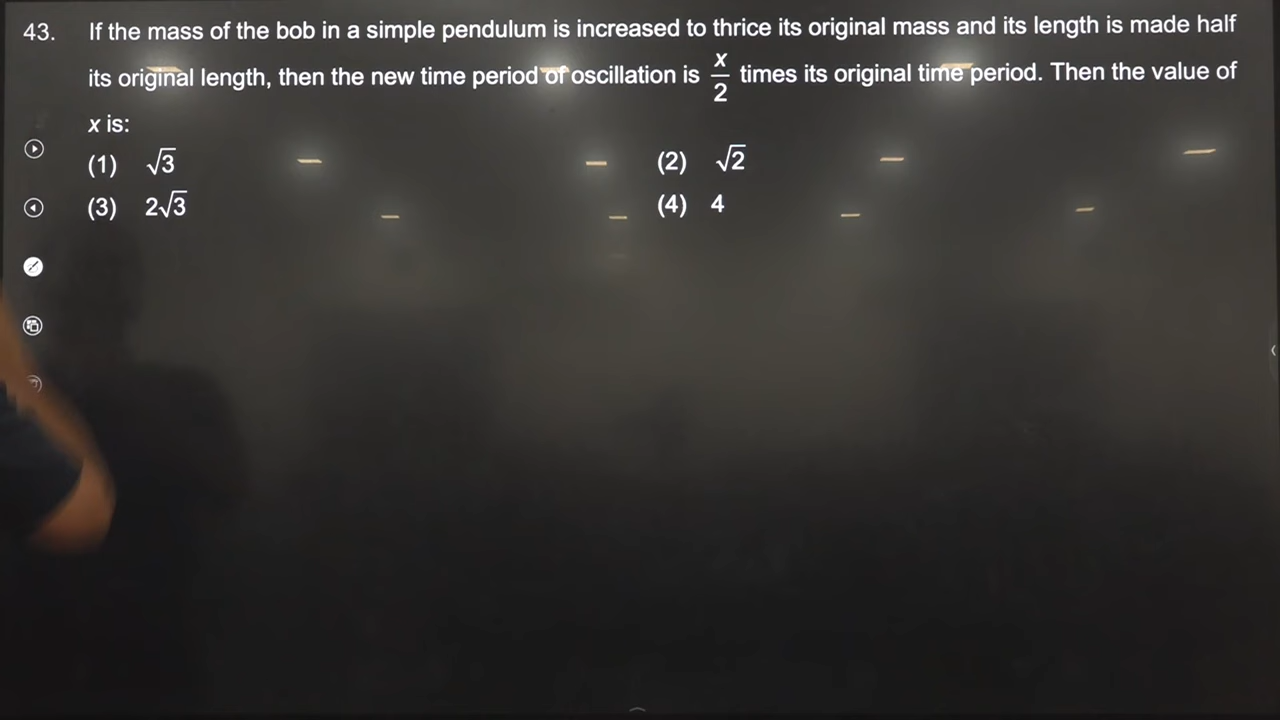 43. If the mass of the bob in a simple pendulum is increased to thrice its original mass and its length is made half
its original length, then the new time period of oscillation is x/2 times its original time period. Then the value of
x is:
(1) √3 (2) √2
(3) 2√3 (4) 4